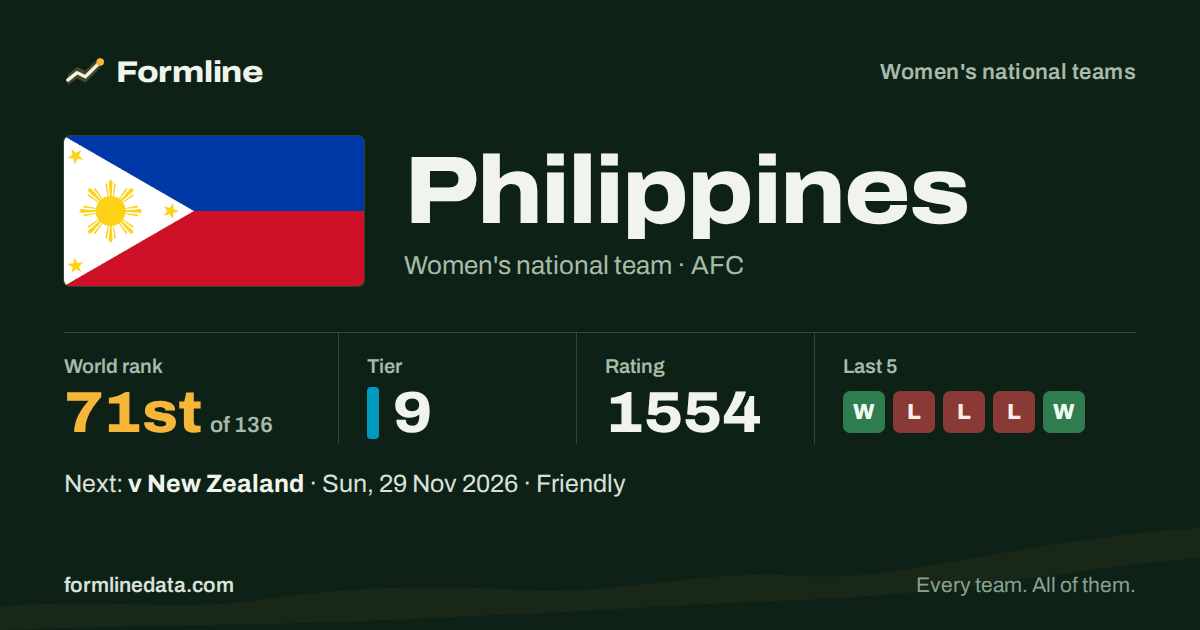 Formline
Women's national teams
Philippines
Women's national team · AFC
World rank
71st of 136
Tier
9
Rating
1554
Last 5
W L L L W
Next: v New Zealand · Sun, 29 Nov 2026 · Friendly
formlinedata.com
Every team. All of them.